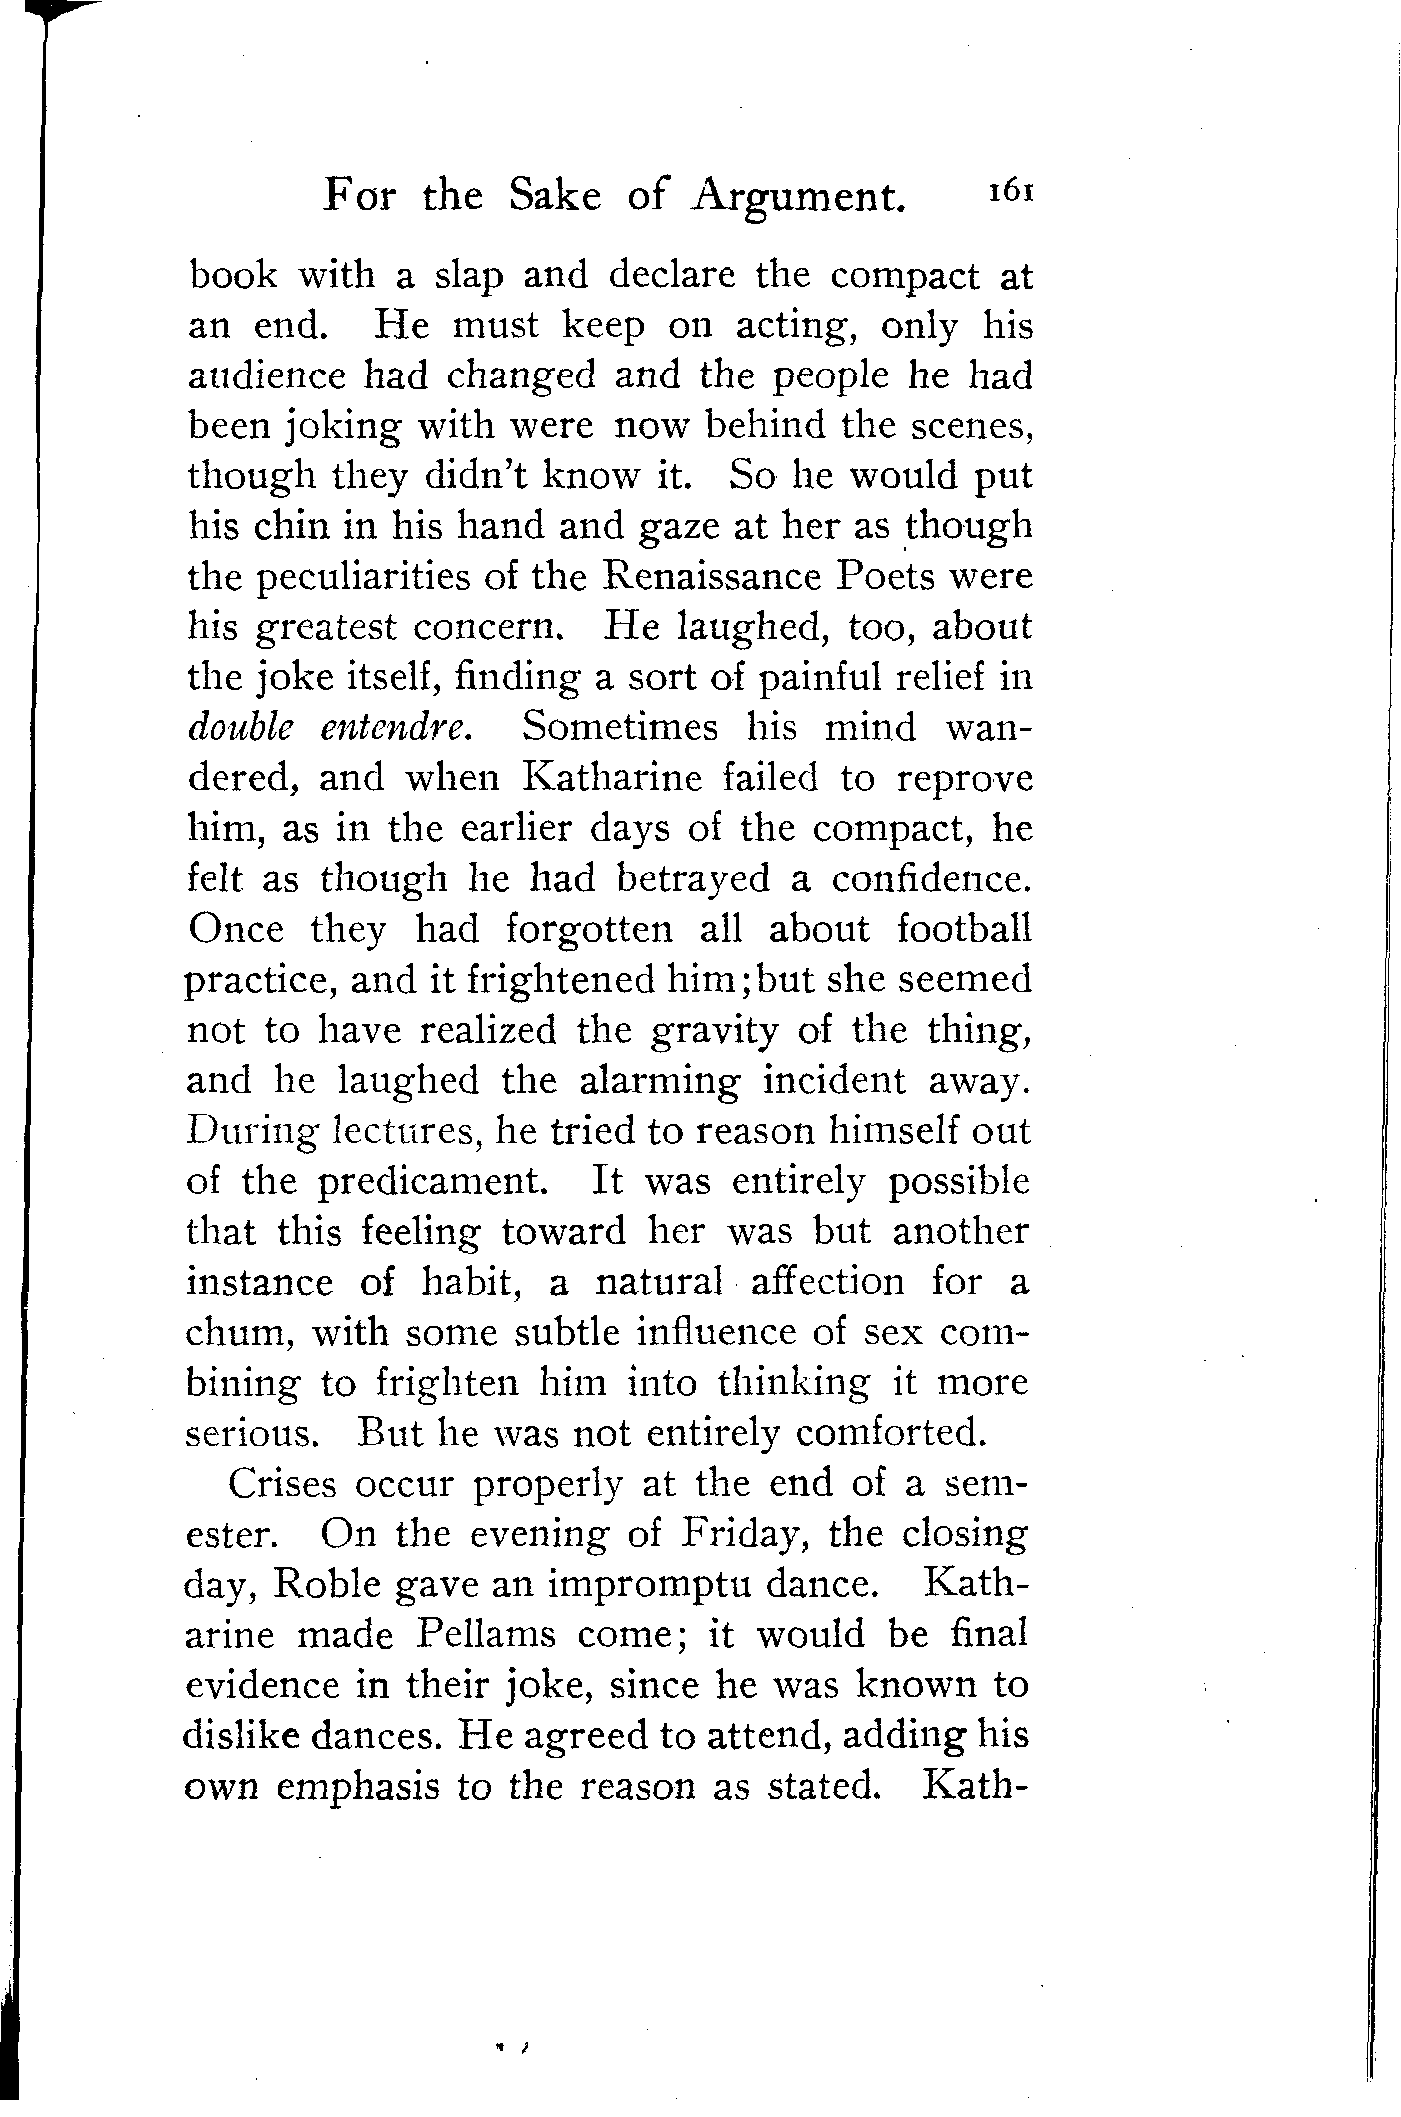 For the Sake of Argument. 161
book with a slap and declare the compact at
an end. He must keep on acting, only his
audience had changed and the people he had
been joking with were now behind the scenes,
though they didn't know it. So he would put
his chin in his hand and gaze at her as though
the peculiarities of the Renaissance Poets were
his greatest concern. He laughed, too, about
the joke itself, finding a sort of painful relief in
double entendre. Sometimes his mind wan-
dered, and when Katharine failed to reprove
him, as in the earlier days of the compact, he
felt as though he had betrayed a confidence.
Once they had forgotten all about football
practice, and it frightened him; but she seemed
not to have realized the gravity of the thing,
and he laughed the alarming incident away.
During lectures, he tried to reason himself out
of the predicament. It was entirely possible
that this feeling toward her was but another
instance of habit, a natural affection for a
chum, with some subtle influence of sex com-
bining to frighten him into thinking it more
serious. But he was not entirely comforted.
Crises occur properly at the end of a sem-
ester. On the evening of Friday, the closing
day, Roble gave an impromptu dance. Kath-
arine made Pellams come; it would be final
evidence in their joke, since he was known to
dislike dances. He agreed to attend, adding his
own emphasis to the reason as stated. Kath-